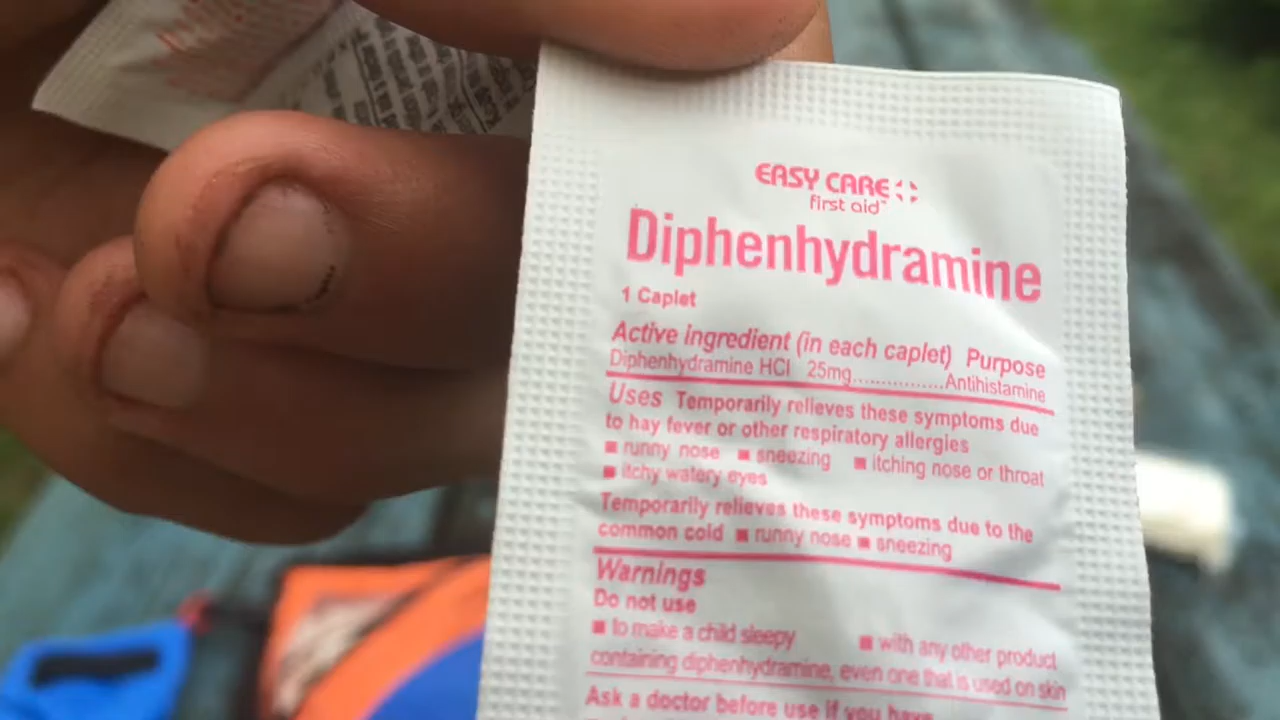 EASY CARE
first aid™
Diphenhydramine
1 Caplet
Active ingredient (in each caplet) Purpose
Diphenhydramine HCl 25mg...............Antihistamine
Uses Temporarily relieves these symptoms due
to hay fever or other respiratory allergies
■ runny nose ■ sneezing ■ itching nose or throat
■ itchy watery eyes
Temporarily relieves these symptoms due to the
common cold ■ runny nose ■ sneezing
Warnings
Do not use
■ to make a child sleepy ■ with any other product
containing diphenhydramine, even one that is used on skin
Ask a doctor before use if you have